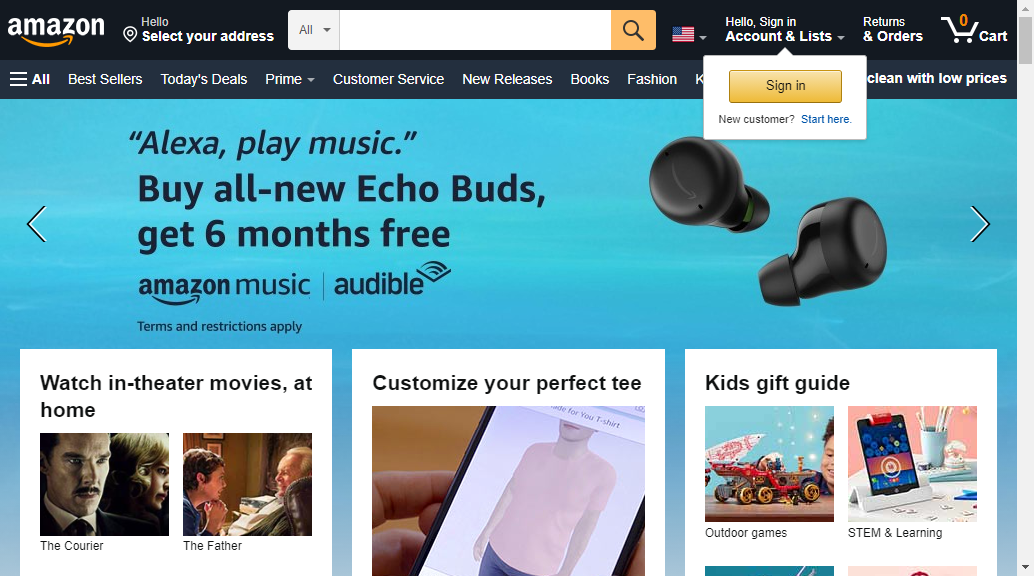 amazon
Hello
Select your address
All
Hello, Sign in
Account & Lists
Returns
& Orders
0
Cart
All
Best Sellers
Today's Deals
Prime
Customer Service
New Releases
Books
Fashion
clean with low prices
Sign in
New customer? Start here.
“Alexa, play music.”
Buy all-new Echo Buds,
get 6 months free
amazon music | audible
Terms and restrictions apply
Watch in-theater movies, at
home
The Courier
The Father
Customize your perfect tee
ade for You T-shirt
Kids gift guide
Outdoor games
STEM & Learning